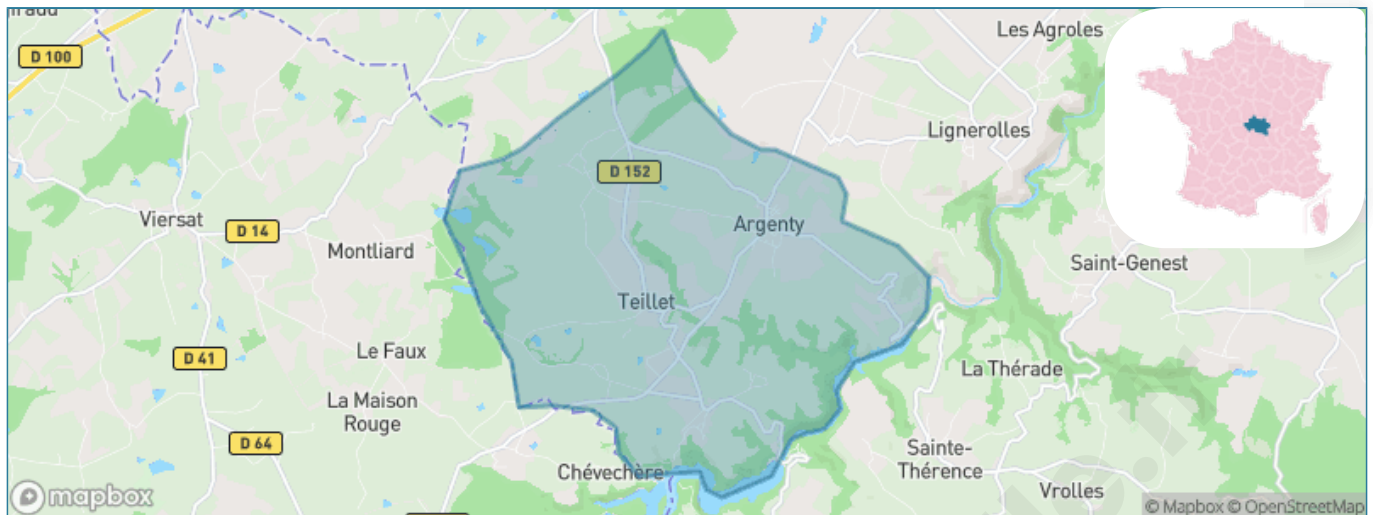 D 100
Les Agroles
Lignerolles
D 152
Viersat
D 14
Argenty
Montliard
Saint-Genest
Teillet
Le Faux
D 41
La Thérade
La Maison
Rouge
D 64
Sainte-
Thérence
Chévechère
Vrolles
mapbox
© Mapbox © OpenStreetMap